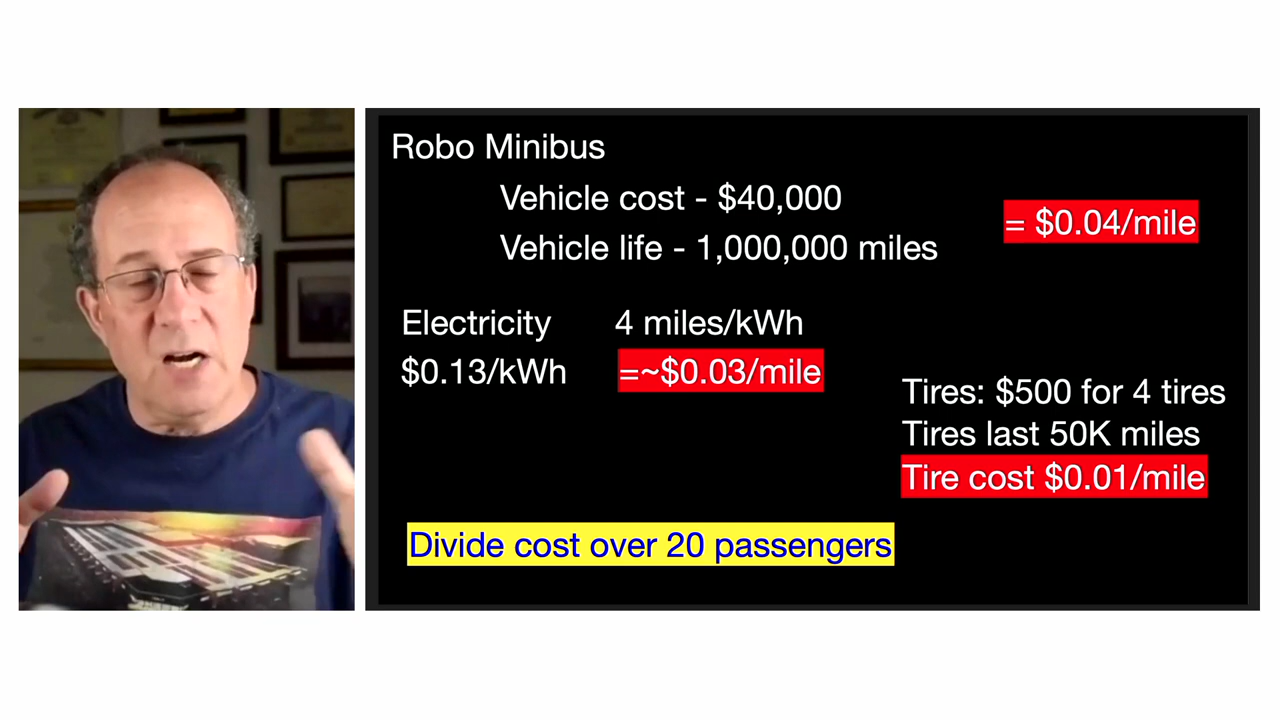 Robo Minibus
Vehicle cost - $40,000
= $0.04/mile
Vehicle life - 1,000,000 miles
Electricity 4 miles/kWh
$0.13/kWh =~$0.03/mile
Tires: $500 for 4 tires
Tires last 50K miles
Tire cost $0.01/mile
Divide cost over 20 passengers